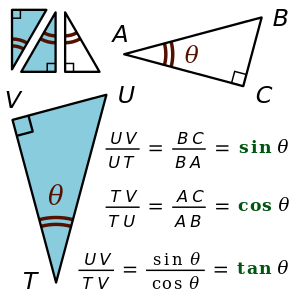 A
B
θ
C
V
U
θ
T
UV/UT = BC/BA = sin θ
TV/TU = AC/AB = cos θ
UV/TV = sin θ/cos θ = tan θ